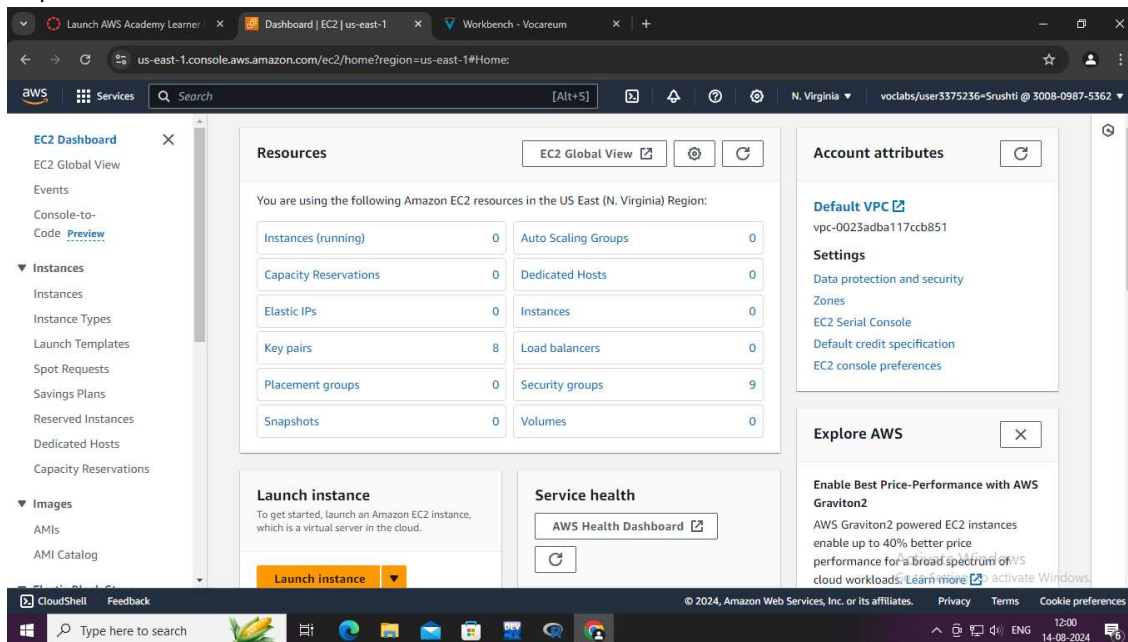 Launch AWS Academy Learner
Dashboard | EC2 | us-east-1
Workbench - Vocareum
us-east-1.console.aws.amazon.com/ec2/home?region=us-east-1#Home:
aws
Services
Search
[Alt+S]
N. Virginia
voclabs/user3375236=Srushti @ 3008-0987-5362
EC2 Dashboard
EC2 Global View
Events
Console-to-
Code Preview
Instances
Instances
Instance Types
Launch Templates
Spot Requests
Savings Plans
Reserved Instances
Dedicated Hosts
Capacity Reservations
Images
AMIs
AMI Catalog
Resources
EC2 Global View
You are using the following Amazon EC2 resources in the US East (N. Virginia) Region:
Instances (running) 0 Auto Scaling Groups 0
Capacity Reservations 0 Dedicated Hosts 0
Elastic IPs 0 Instances 0
Key pairs 8 Load balancers 0
Placement groups 0 Security groups 9
Snapshots 0 Volumes 0
Launch instance
To get started, launch an Amazon EC2 instance,
which is a virtual server in the cloud.
Launch instance
Service health
AWS Health Dashboard
Account attributes
Default VPC
vpc-0023adba117ccb851
Settings
Data protection and security
Zones
EC2 Serial Console
Default credit specification
EC2 console preferences
Explore AWS
Enable Best Price-Performance with AWS
Graviton2
AWS Graviton2 powered EC2 instances
enable up to 40% better price
performance for a broad spectrum of
cloud workloads. Learn more
Activate Windows
to activate Windows.
CloudShell Feedback
© 2024, Amazon Web Services, Inc. or its affiliates. Privacy Terms Cookie preferences
Type here to search
ENG
12:00
14-08-2024
6